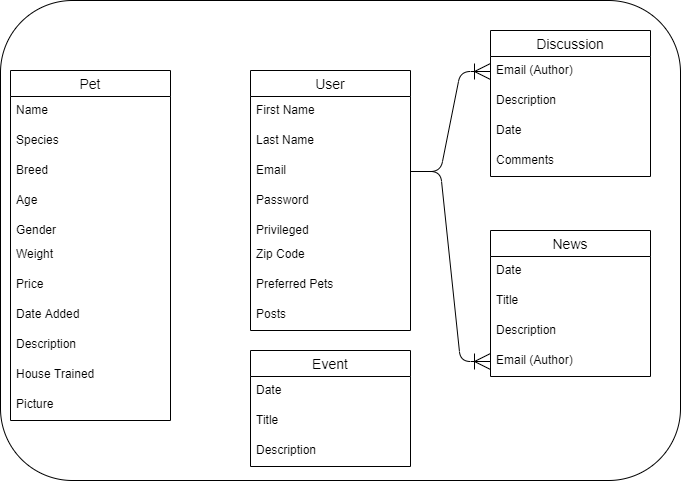 Pet
Name
Species
Breed
Age
Gender
Weight
Price
Date Added
Description
House Trained
Picture
User
First Name
Last Name
Email
Password
Privileged
Zip Code
Preferred Pets
Posts
Event
Date
Title
Description
Discussion
Email (Author)
Description
Date
Comments
News
Date
Title
Description
Email (Author)